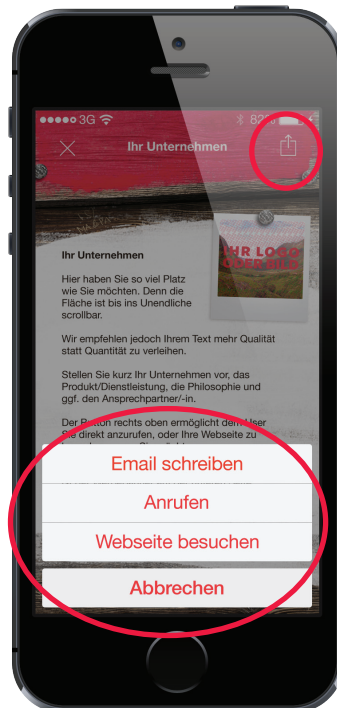 3G 82%
Ihr Unternehmen
IHR LOGO
ODER BILD
Ihr Unternehmen
Hier haben Sie so viel Platz
wie Sie möchten. Denn die
Fläche ist bis ins Unendliche
scrollbar.
Wir empfehlen jedoch Ihrem Text mehr Qualität
statt Quantität zu verleihen.
Stellen Sie kurz Ihr Unternehmen vor, das
Produkt/Dienstleistung, die Philosophie und
ggf. den Ansprechpartner/-in.
Der Button rechts oben ermöglicht dem User
Sie direkt anzurufen, oder Ihre Webseite zu
Email schreiben
Anrufen
Webseite besuchen
Abbrechen